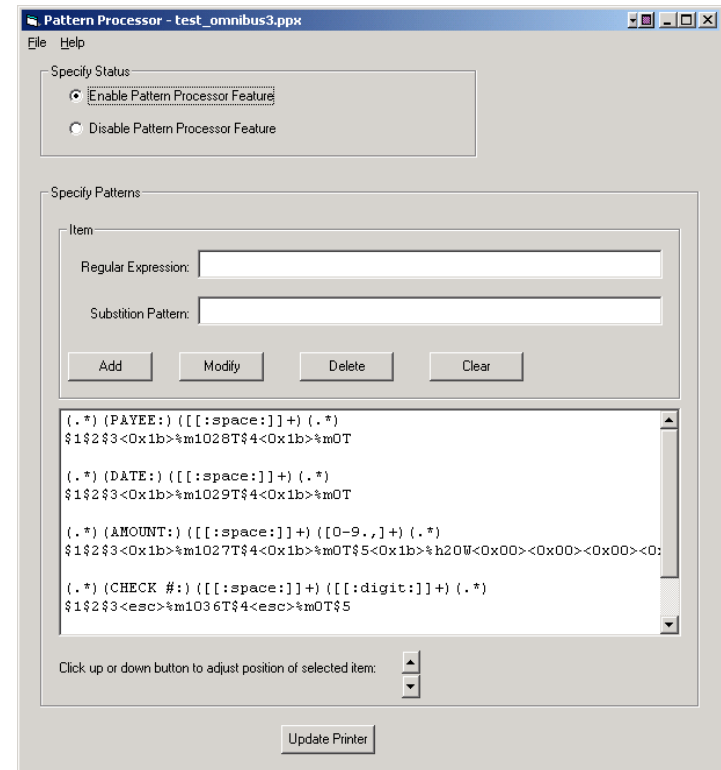 Pattern Processor - test_omnibus3.ppx
File Help
Specify Status
Enable Pattern Processor Feature
Disable Pattern Processor Feature
Specify Patterns
Item
Regular Expression:
Substition Pattern:
Add Modify Delete Clear
(.*)(PAYEE:)([[:space:]]+)(.*)
$1$2$3<0x1b>%m1028T$4<0x1b>%m0T
(.*)(DATE:)([[:space:]]+)(.*)
$1$2$3<0x1b>%m1029T$4<0x1b>%m0T
(.*)(AMOUNT:)([[:space:]]+)([0-9.,]+)(.*)
$1$2$3<0x1b>%m1027T$4<0x1b>%m0T$5<0x1b>%h20W<0x00><0x00><0x00><0:
(.*)(CHECK #:)([[:space:]]+)([[:digit:]]+)(.*)
$1$2$3<esc>%m1036T$4<esc>%m0T$5
Click up or down button to adjust position of selected item:
Update Printer